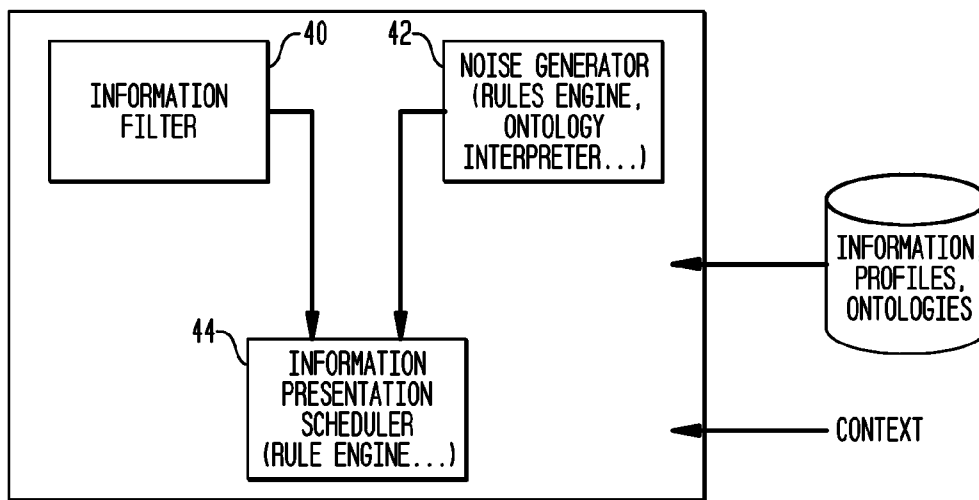 40
INFORMATION
FILTER
42
NOISE GENERATOR
(RULES ENGINE,
ONTOLOGY
INTERPRETER...)
INFORMATION
PROFILES,
ONTOLOGIES
44
INFORMATION
PRESENTATION
SCHEDULER
(RULE ENGINE...)
CONTEXT